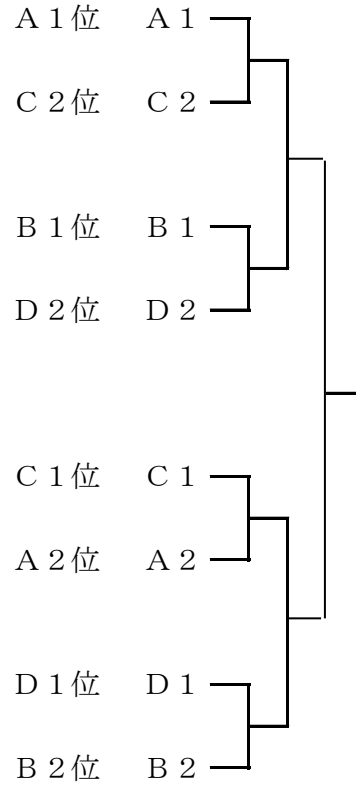 Ａ１位　Ａ１
Ｃ２位　Ｃ２
Ｂ１位　Ｂ１
Ｄ２位　Ｄ２
Ｃ１位　Ｃ１
Ａ２位　Ａ２
Ｄ１位　Ｄ１
Ｂ２位　Ｂ２